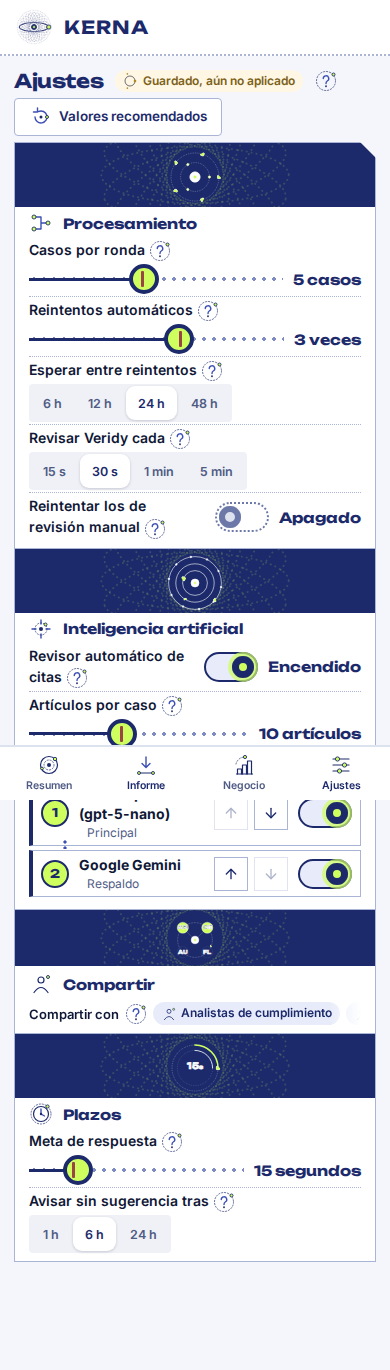 KERNA
Ajustes
Guardado, aún no aplicado
?
Valores recomendados
Procesamiento
Casos por ronda ?
5 casos
Reintentos automáticos ?
3 veces
Esperar entre reintentos ?
6 h 12 h 24 h 48 h
Revisar Veridy cada ?
15 s 30 s 1 min 5 min
Reintentar los de
revisión manual ?
Apagado
Inteligencia artificial
Revisor automático de
citas ?
Encendido
Artículos por caso ?
10 artículos
Resumen Informe Negocio Ajustes
1
(gpt-5-nano)
Principal
2
Google Gemini
Respaldo
AU FL
Compartir
Compartir con ? Analistas de cumplimiento
15s
Plazos
Meta de respuesta ?
15 segundos
Avisar sin sugerencia tras ?
1 h 6 h 24 h